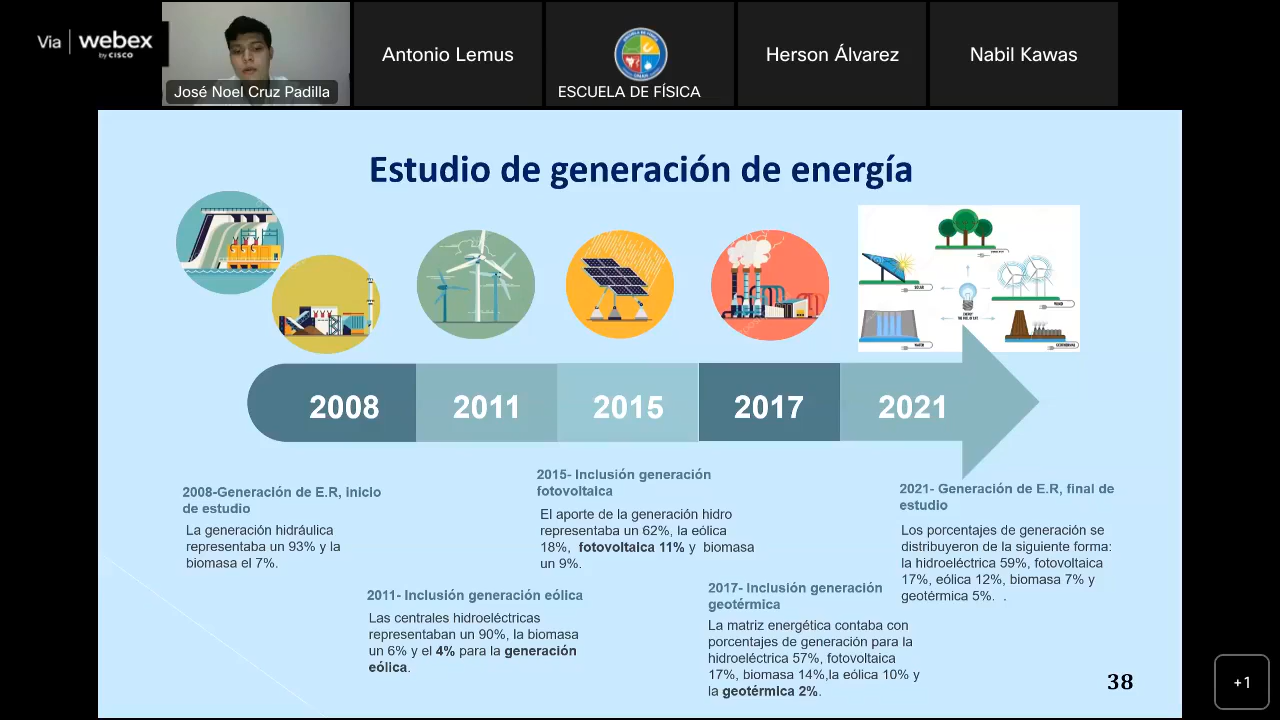 Via webex
by CISCO
José Noel Cruz Padilla
Antonio Lemus
ESCUELA DE FÍSICA
Herson Álvarez
Nabil Kawas
Estudio de generación de energía
2008
2011
2015
2017
2021
2008-Generación de E.R, inicio
de estudio
La generación hidráulica
representaba un 93% y la
biomasa el 7%.
2011- Inclusión generación eólica
Las centrales hidroeléctricas
representaban un 90%, la biomasa
un 6% y el 4% para la generación
eólica.
2015- Inclusión generación
fotovoltaica
El aporte de la generación hidro
representaba un 62%, la eólica
18%, fotovoltaica 11% y biomasa
un 9%.
2017- Inclusión generación
geotérmica
La matriz energética contaba con
porcentajes de generación para la
hidroeléctrica 57%, fotovoltaica
17%, biomasa 14%,la eólica 10% y
la geotérmica 2%.
2021- Generación de E.R, final de
estudio
Los porcentajes de generación se
distribuyeron de la siguiente forma:
la hidroeléctrica 59%, fotovoltaica
17%, eólica 12%, biomasa 7% y
geotérmica 5%. .
38
+1